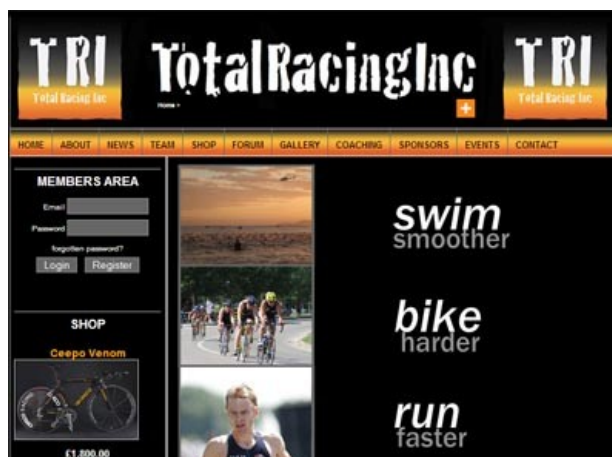 TRI
Total Racing Inc
TotalRacingInc
Home >
TRI
Total Racing Inc
HOME ABOUT NEWS TEAM SHOP FORUM GALLERY COACHING SPONSORS EVENTS CONTACT
MEMBERS AREA
Email
Password
forgotten password?
Login Register
SHOP
Ceepo Venom
£1,800.00
swim
smoother
bike
harder
run
faster